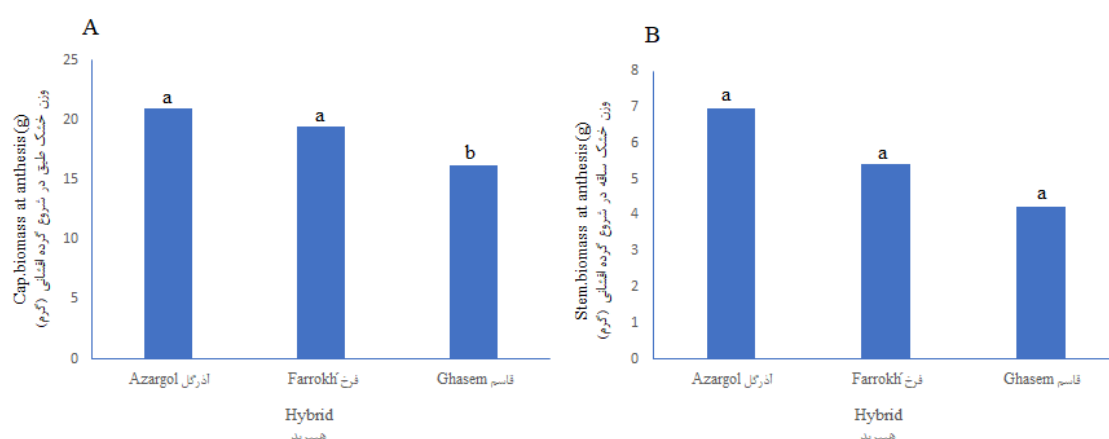 A
Cap.biomass at anthesis (g)
وزن خشک طبق در شروع گرده افشانی (گرم)
25
20
15
10
5
0
a
a
b
Azargol آذرگل
Farrokh فرخ
Ghasem قاسم
Hybrid
هیبرید
B
Stem.biomass at anthesis (g)
وزن خشک ساقه در شروع گرده افشانی (گرم)
8
7
6
5
4
3
2
1
0
a
a
a
Azargol آذرگل
Farrokh فرخ
Ghasem قاسم
Hybrid
هیبرید